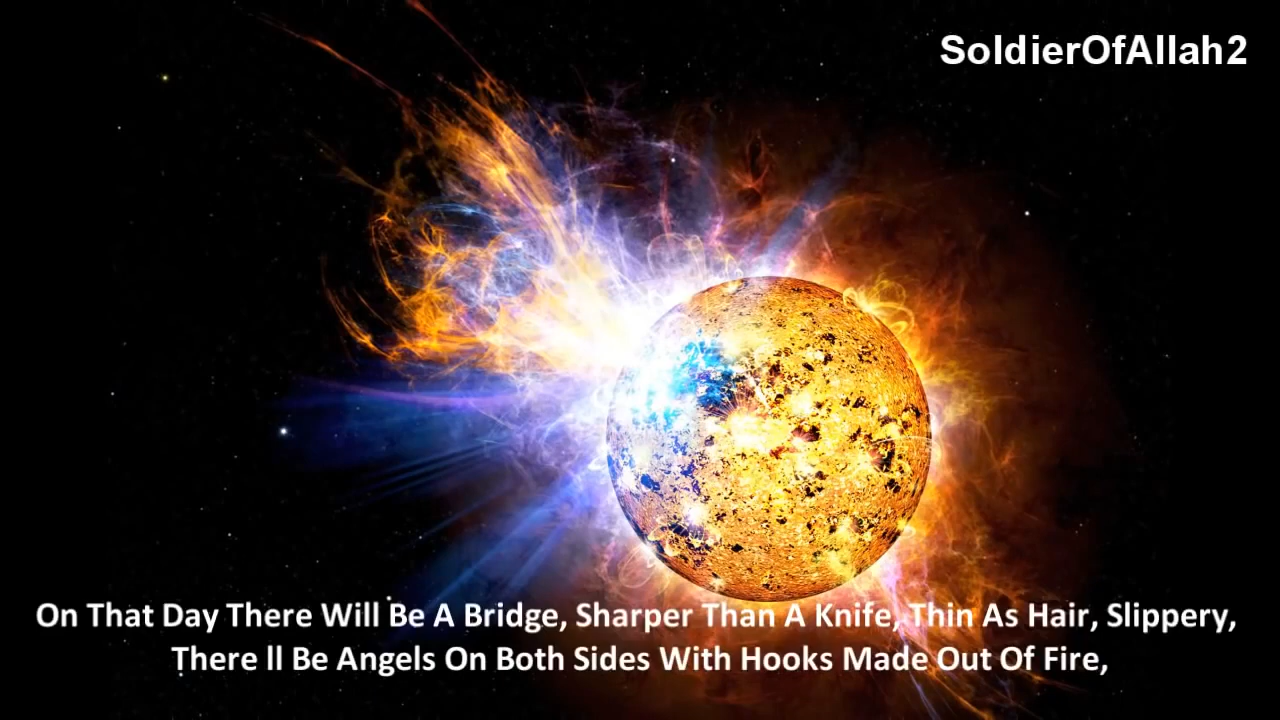 SoldierOfAllah2
On That Day There Will Be A Bridge, Sharper Than A Knife, Thin As Hair, Slippery,
There ll Be Angels On Both Sides With Hooks Made Out Of Fire,